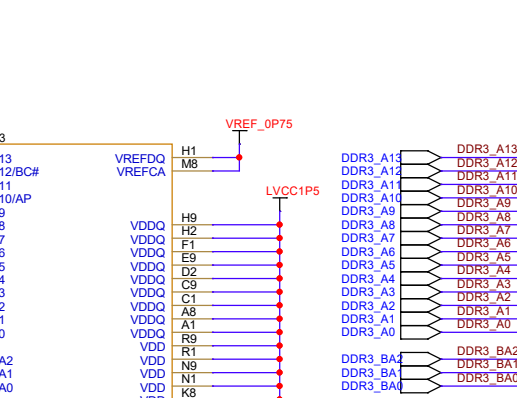 VREF_0P75
3
13 VREFDQ H1 DDR3_A13 DDR3_A13
12/BC# VREFCA M8 DDR3_A12 DDR3_A12
11 DDR3_A11 DDR3_A11
10/AP LVCC1P5 DDR3_A10 DDR3_A10
9 DDR3_A9 DDR3_A9
8 VDDQ H9 DDR3_A8 DDR3_A8
7 VDDQ H2 DDR3_A7 DDR3_A7
6 VDDQ F1 DDR3_A6 DDR3_A6
5 VDDQ E9 DDR3_A5 DDR3_A5
4 VDDQ D2 DDR3_A4 DDR3_A4
3 VDDQ C9 DDR3_A3 DDR3_A3
2 VDDQ C1 DDR3_A2 DDR3_A2
1 VDDQ A8 DDR3_A1 DDR3_A1
0 VDDQ A1 DDR3_A0 DDR3_A0
VDD R9
A2 VDD R1 DDR3_BA2 DDR3_BA2
A1 VDD N9 DDR3_BA1 DDR3_BA1
A0 VDD N1 DDR3_BA0 DDR3_BA0
VDD K8